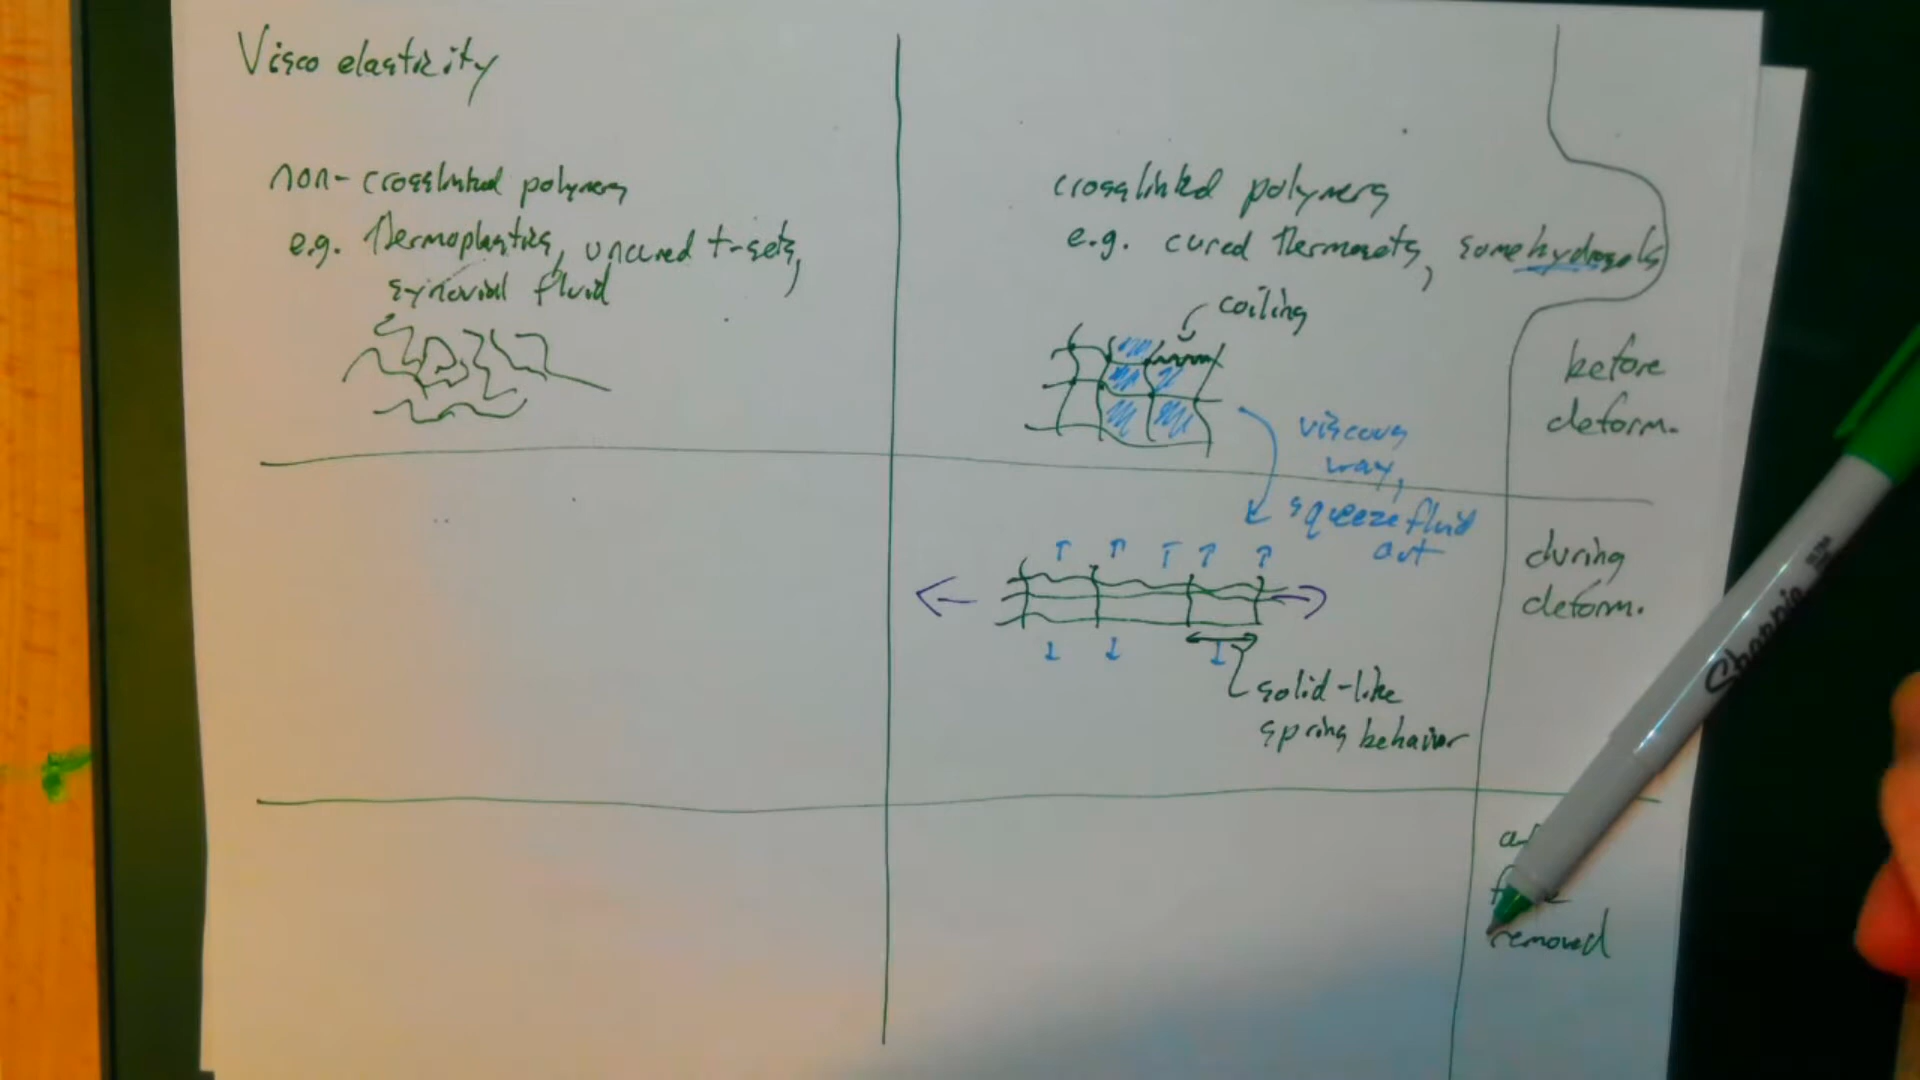 Visco elasticity
non-crosslinked polymers
e.g. thermoplastics, uncured t-sets,
synovial fluid
crosslinked polymers
e.g. cured thermosets, some hydrogels
coiling
before
deform.
viscous
way,
squeeze fluid
out
during
deform.
solid-like
spring behavior
removed
Sharpie